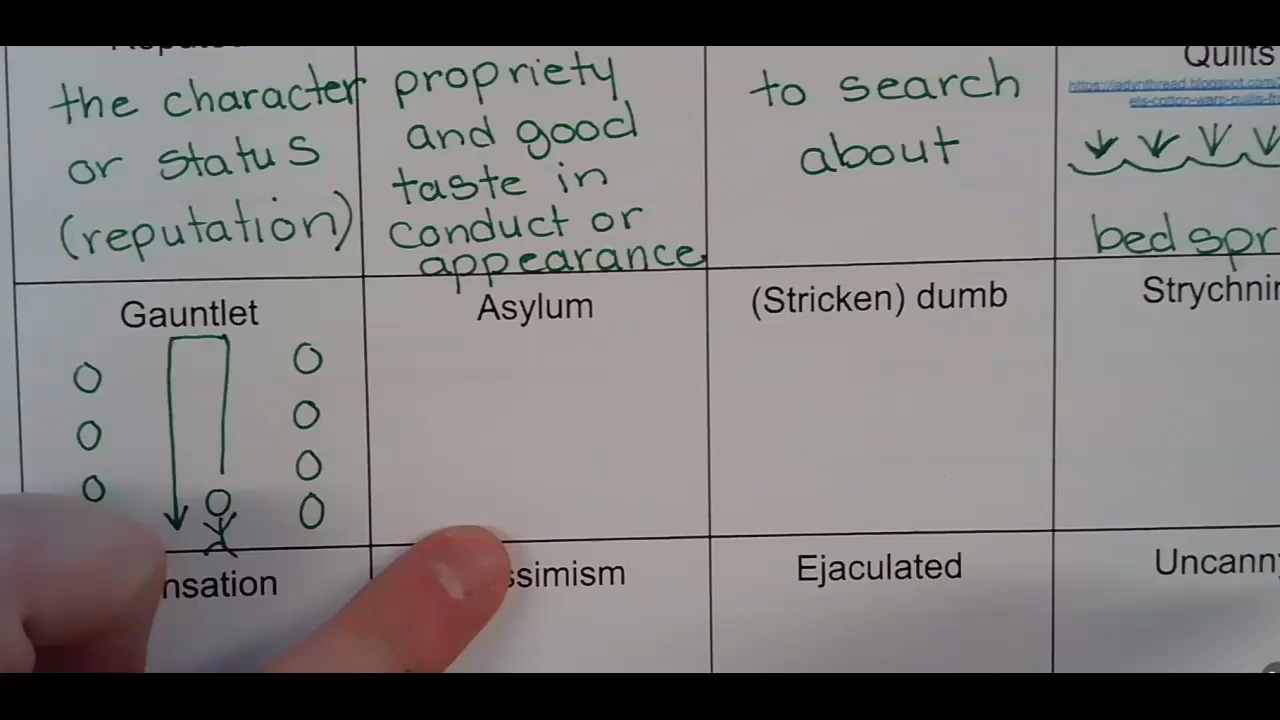 the character
or status
(reputation)
propriety
and good
taste in
conduct or
appearance
to search
about
Quilts
bed spr
Gauntlet
Asylum
(Stricken) dumb
Strychnin
nsation
ssimism
Ejaculated
Uncanny